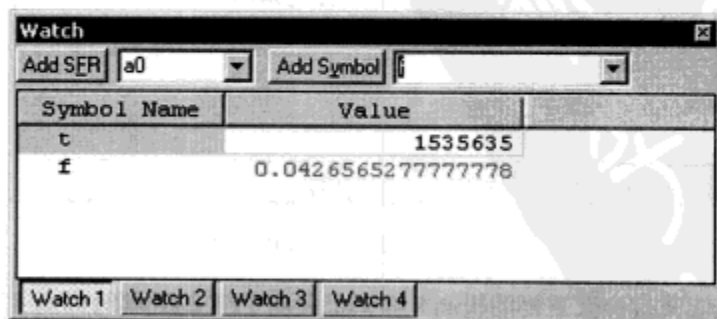 Watch
Add SFR a0 Add Symbol
Symbol Name Value
t 1535635
f 0.0426565277777778
Watch 1 Watch 2 Watch 3 Watch 4